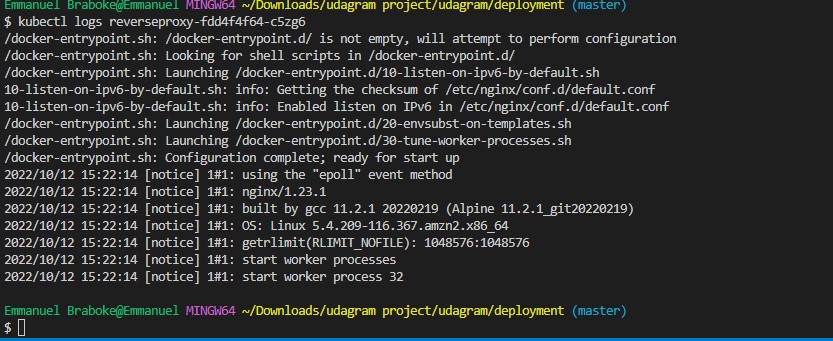 Emmanuel Braboke@Emmanuel MINGW64 ~/Downloads/udagram project/udagram/deployment (master)
$ kubectl logs reverseproxy-fdd4f4f64-c5zg6
/docker-entrypoint.sh: /docker-entrypoint.d/ is not empty, will attempt to perform configuration
/docker-entrypoint.sh: Looking for shell scripts in /docker-entrypoint.d/
/docker-entrypoint.sh: Launching /docker-entrypoint.d/10-listen-on-ipv6-by-default.sh
10-listen-on-ipv6-by-default.sh: info: Getting the checksum of /etc/nginx/conf.d/default.conf
10-listen-on-ipv6-by-default.sh: info: Enabled listen on IPv6 in /etc/nginx/conf.d/default.conf
/docker-entrypoint.sh: Launching /docker-entrypoint.d/20-envsubst-on-templates.sh
/docker-entrypoint.sh: Launching /docker-entrypoint.d/30-tune-worker-processes.sh
/docker-entrypoint.sh: Configuration complete; ready for start up
2022/10/12 15:22:14 [notice] 1#1: using the "epoll" event method
2022/10/12 15:22:14 [notice] 1#1: nginx/1.23.1
2022/10/12 15:22:14 [notice] 1#1: built by gcc 11.2.1 20220219 (Alpine 11.2.1_git20220219)
2022/10/12 15:22:14 [notice] 1#1: OS: Linux 5.4.209-116.367.amzn2.x86_64
2022/10/12 15:22:14 [notice] 1#1: getrlimit(RLIMIT_NOFILE): 1048576:1048576
2022/10/12 15:22:14 [notice] 1#1: start worker processes
2022/10/12 15:22:14 [notice] 1#1: start worker process 32
Emmanuel Braboke@Emmanuel MINGW64 ~/Downloads/udagram project/udagram/deployment (master)
$